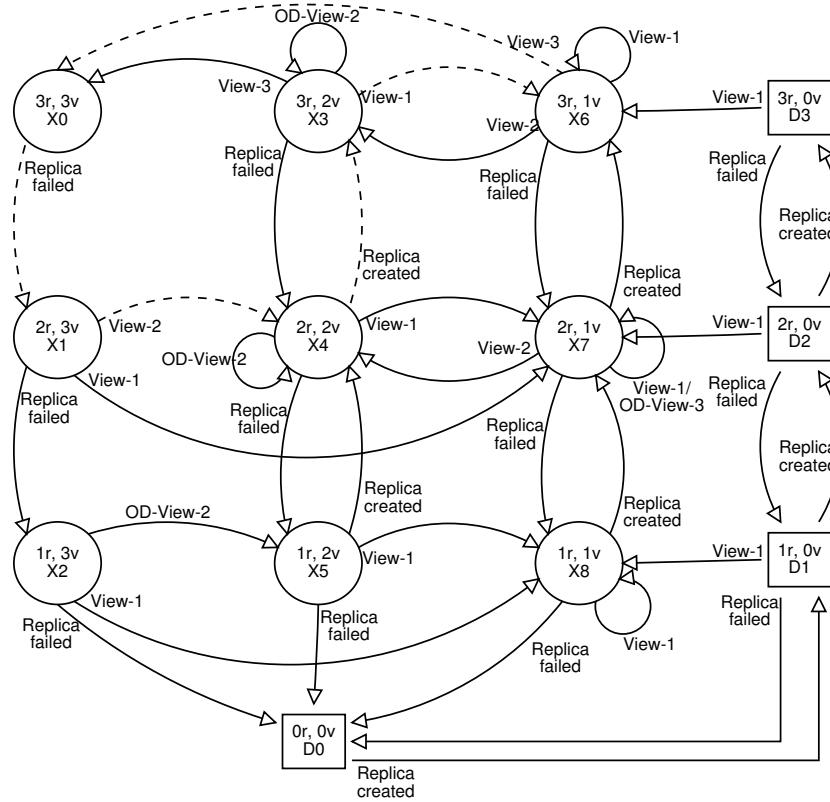 OD-View-2
View-3
View-1
View-3
View-1
View-2
View-1
3r, 3v
X0
3r, 2v
X3
3r, 1v
X6
3r, 0v
D3
Replica
failed
Replica
failed
Replica
failed
Replica
failed
Replica
created
Replica
created
Replica
created
2r, 3v
X1
View-2
2r, 2v
X4
View-1
View-2
2r, 1v
X7
View-1
2r, 0v
D2
OD-View-2
View-1
View-1/
OD-View-3
Replica
failed
Replica
failed
Replica
failed
Replica
failed
Replica
created
Replica
created
Replica
created
OD-View-2
1r, 3v
X2
1r, 2v
X5
View-1
1r, 1v
X8
View-1
1r, 0v
D1
View-1
Replica
failed
Replica
failed
Replica
failed
View-1
Replica
failed
0r, 0v
D0
Replica
created